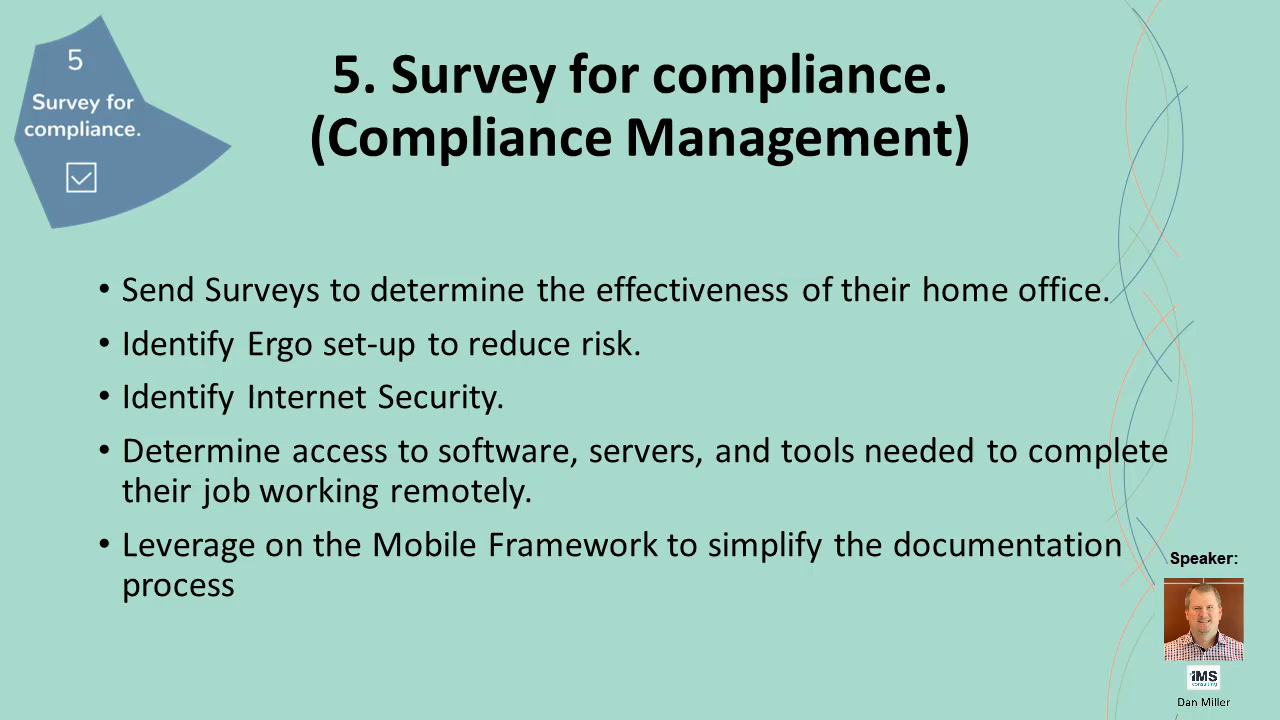 5
Survey for
compliance.
5. Survey for compliance.
(Compliance Management)
• Send Surveys to determine the effectiveness of their home office.
• Identify Ergo set-up to reduce risk.
• Identify Internet Security.
• Determine access to software, servers, and tools needed to complete
their job working remotely.
• Leverage on the Mobile Framework to simplify the documentation
process
Speaker:
iMS
consulting
Dan Miller